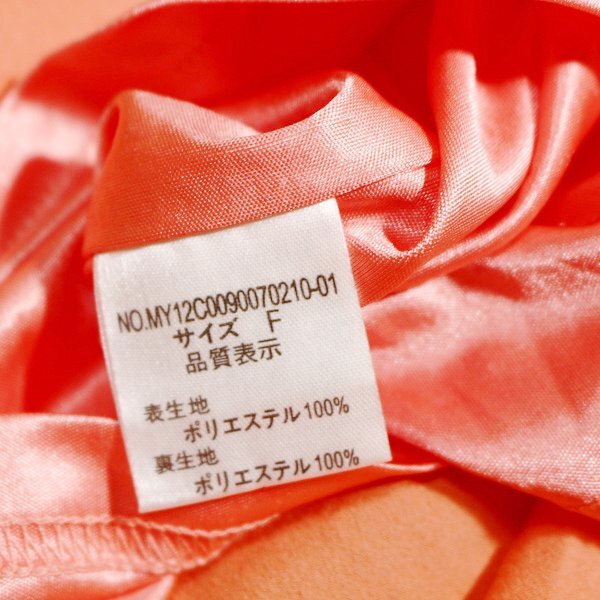 NO.MY12C0090070210-01
サイズ F
品質表示
表生地
ポリエステル100%
裏生地
ポリエステル100%